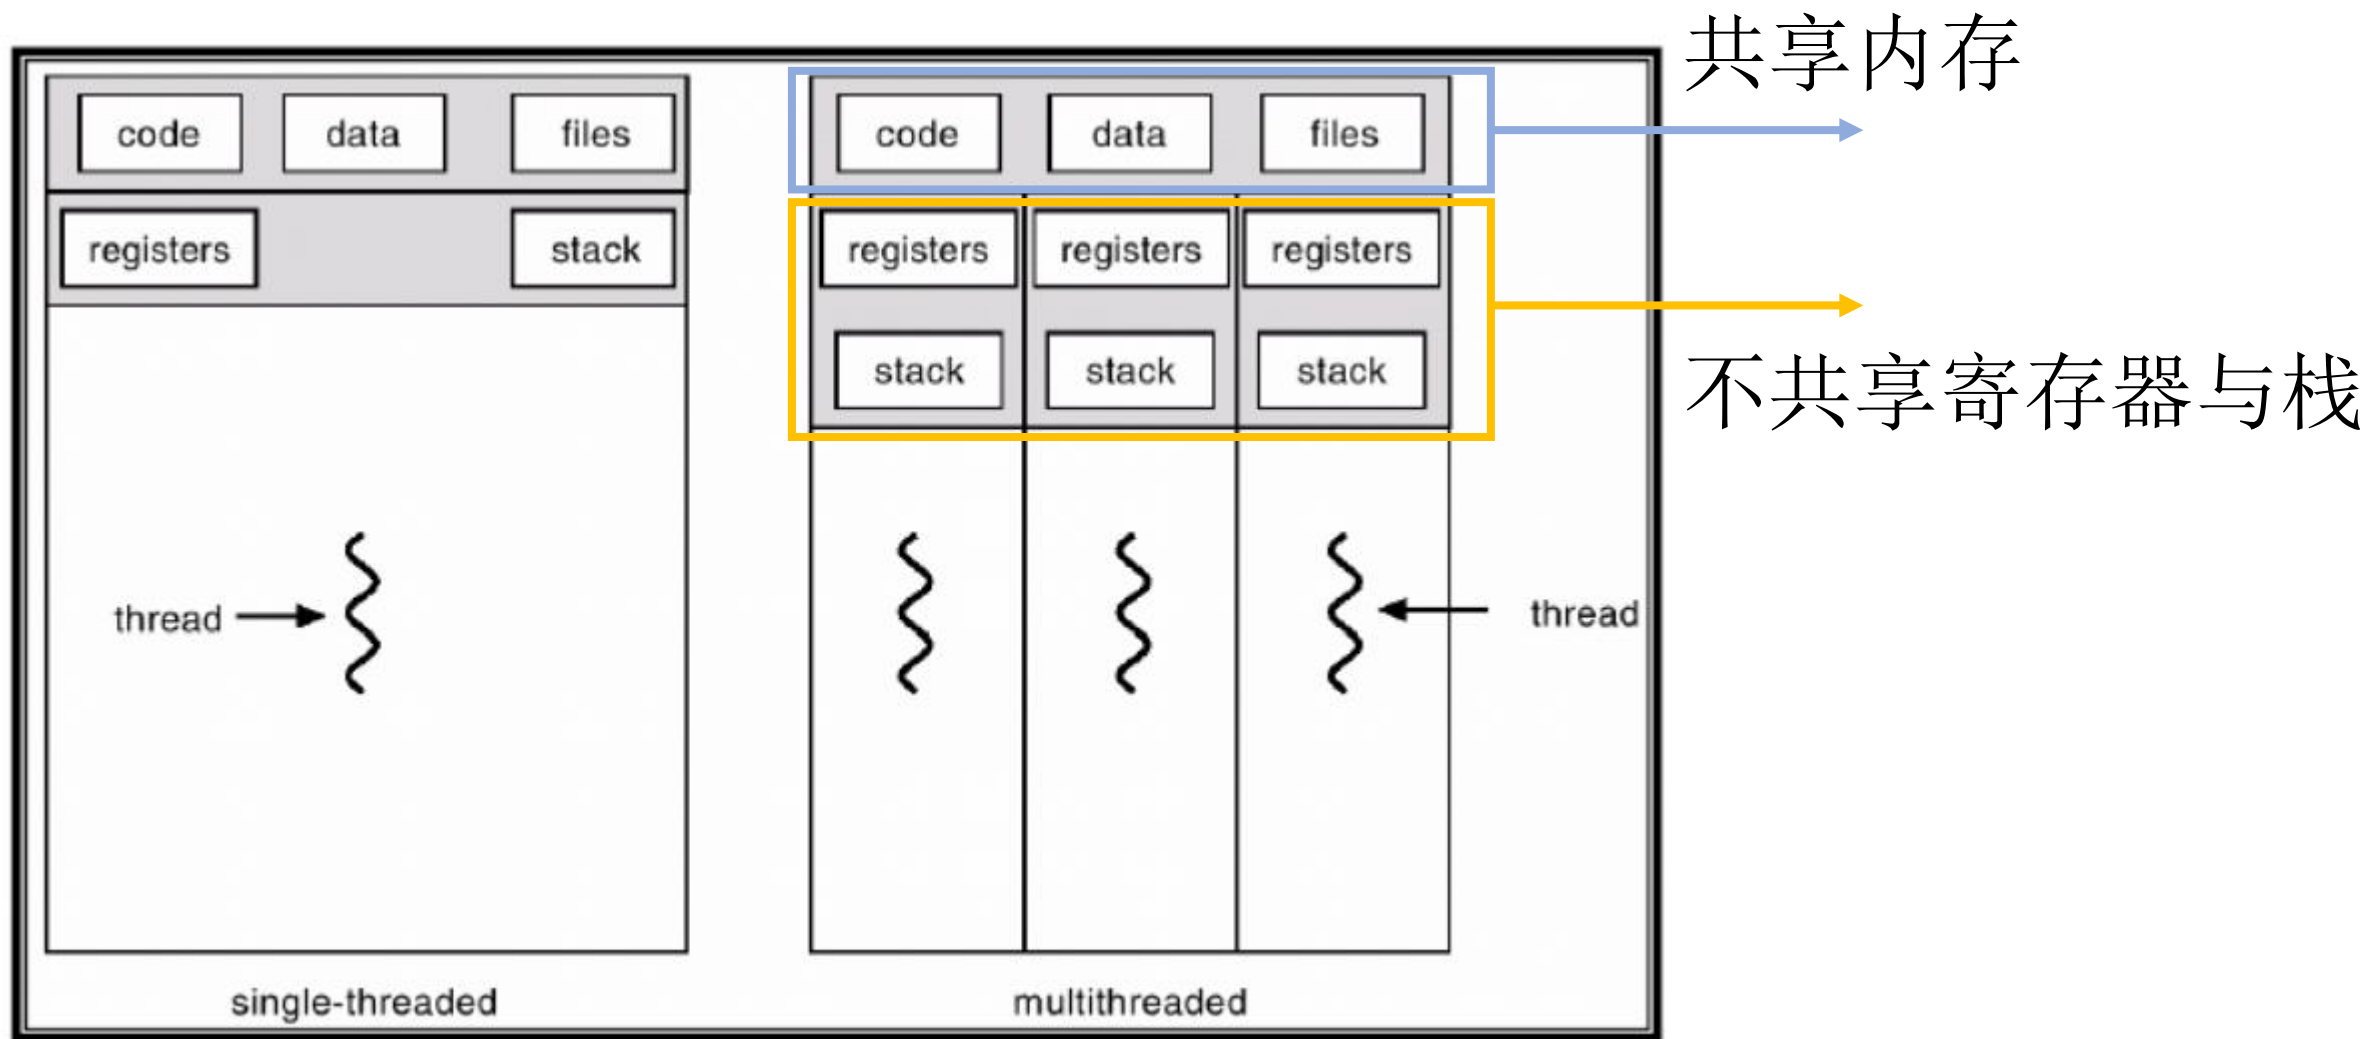 共享内存
code data files code data files
registers stack registers registers registers
stack stack stack
不共享寄存器与栈
thread thread
single-threaded multithreaded